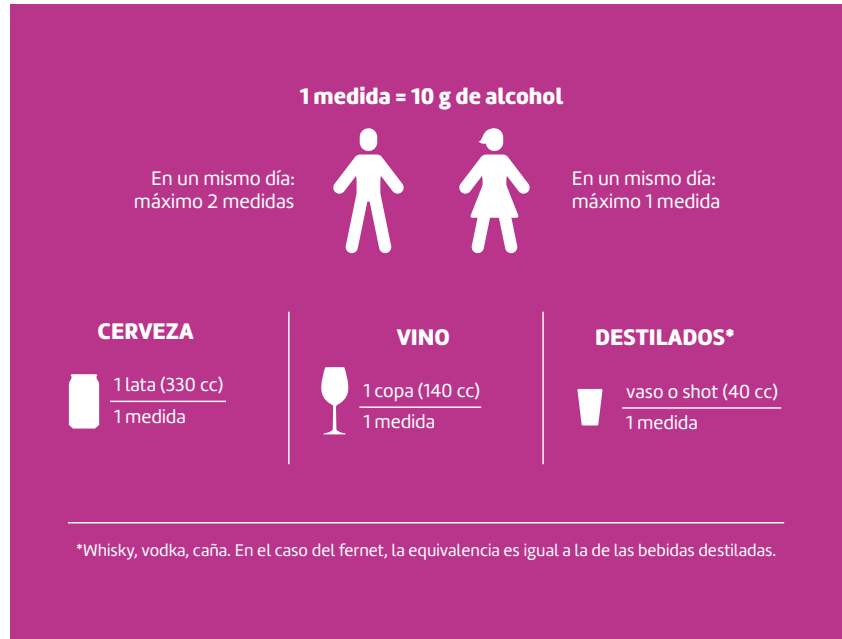 1 medida = 10 g de alcohol
En un mismo día:
máximo 2 medidas
En un mismo día:
máximo 1 medida
CERVEZA
1 lata (330 cc)
1 medida
VINO
1 copa (140 cc)
1 medida
DESTILADOS*
vaso o shot (40 cc)
1 medida
*Whisky, vodka, caña. En el caso del fernet, la equivalencia es igual a la de las bebidas destiladas.